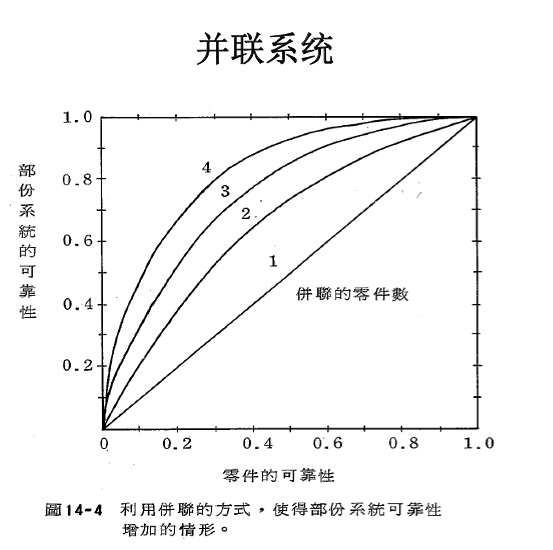 并联系统
1.0
0.8
0.6
0.4
0.2
部份系統的可靠性
4
3
2
1
併聯的零件數
0 0.2 0.4 0.6 0.8 1.0
零件的可靠性
圖14-4 利用併聯的方式，使得部份系統可靠性
增加的情形。